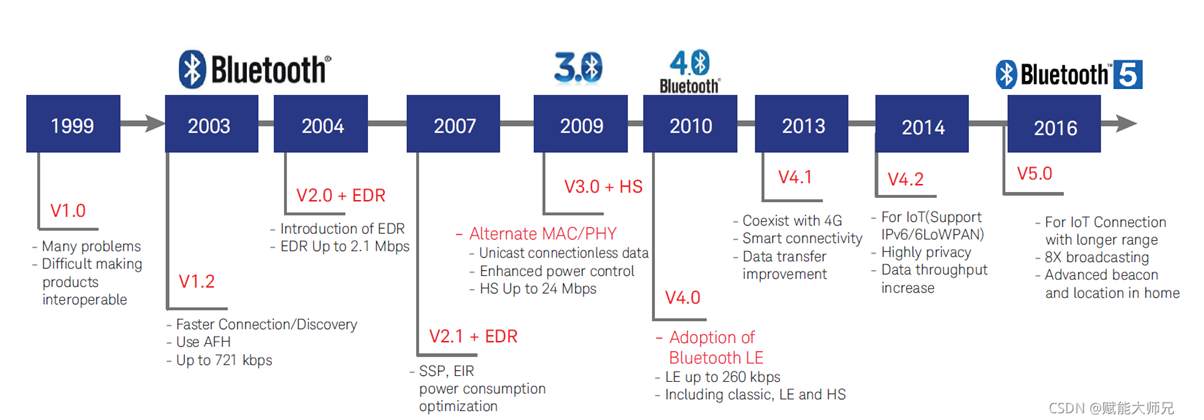 Bluetooth®
3.0
4.0
Bluetooth®
Bluetooth™ 5
1999
2003
2004
2007
2009
2010
2013
2014
2016
V1.0
- Many problems
- Difficult making
products
interoperable
V1.2
- Faster Connection/Discovery
- Use AFH
- Up to 721 kbps
V2.0 + EDR
- Introduction of EDR
- EDR Up to 2.1 Mbps
V2.1 + EDR
- SSP, EIR
power consumption
optimization
V3.0 + HS
- Alternate MAC/PHY
- Unicast connectionless data
- Enhanced power control
- HS Up to 24 Mbps
V4.0
- Adoption of
Bluetooth LE
- LE up to 260 kbps
- Including classic, LE and HS
V4.1
- Coexist with 4G
- Smart connectivity
- Data transfer
improvement
V4.2
- For IoT(Support
IPv6/6LoWPAN)
- Highly privacy
- Data throughput
increase
V5.0
- For IoT Connection
with longer range
- 8X broadcasting
- Advanced beacon
and location in home
CSDN @赋能大师兄